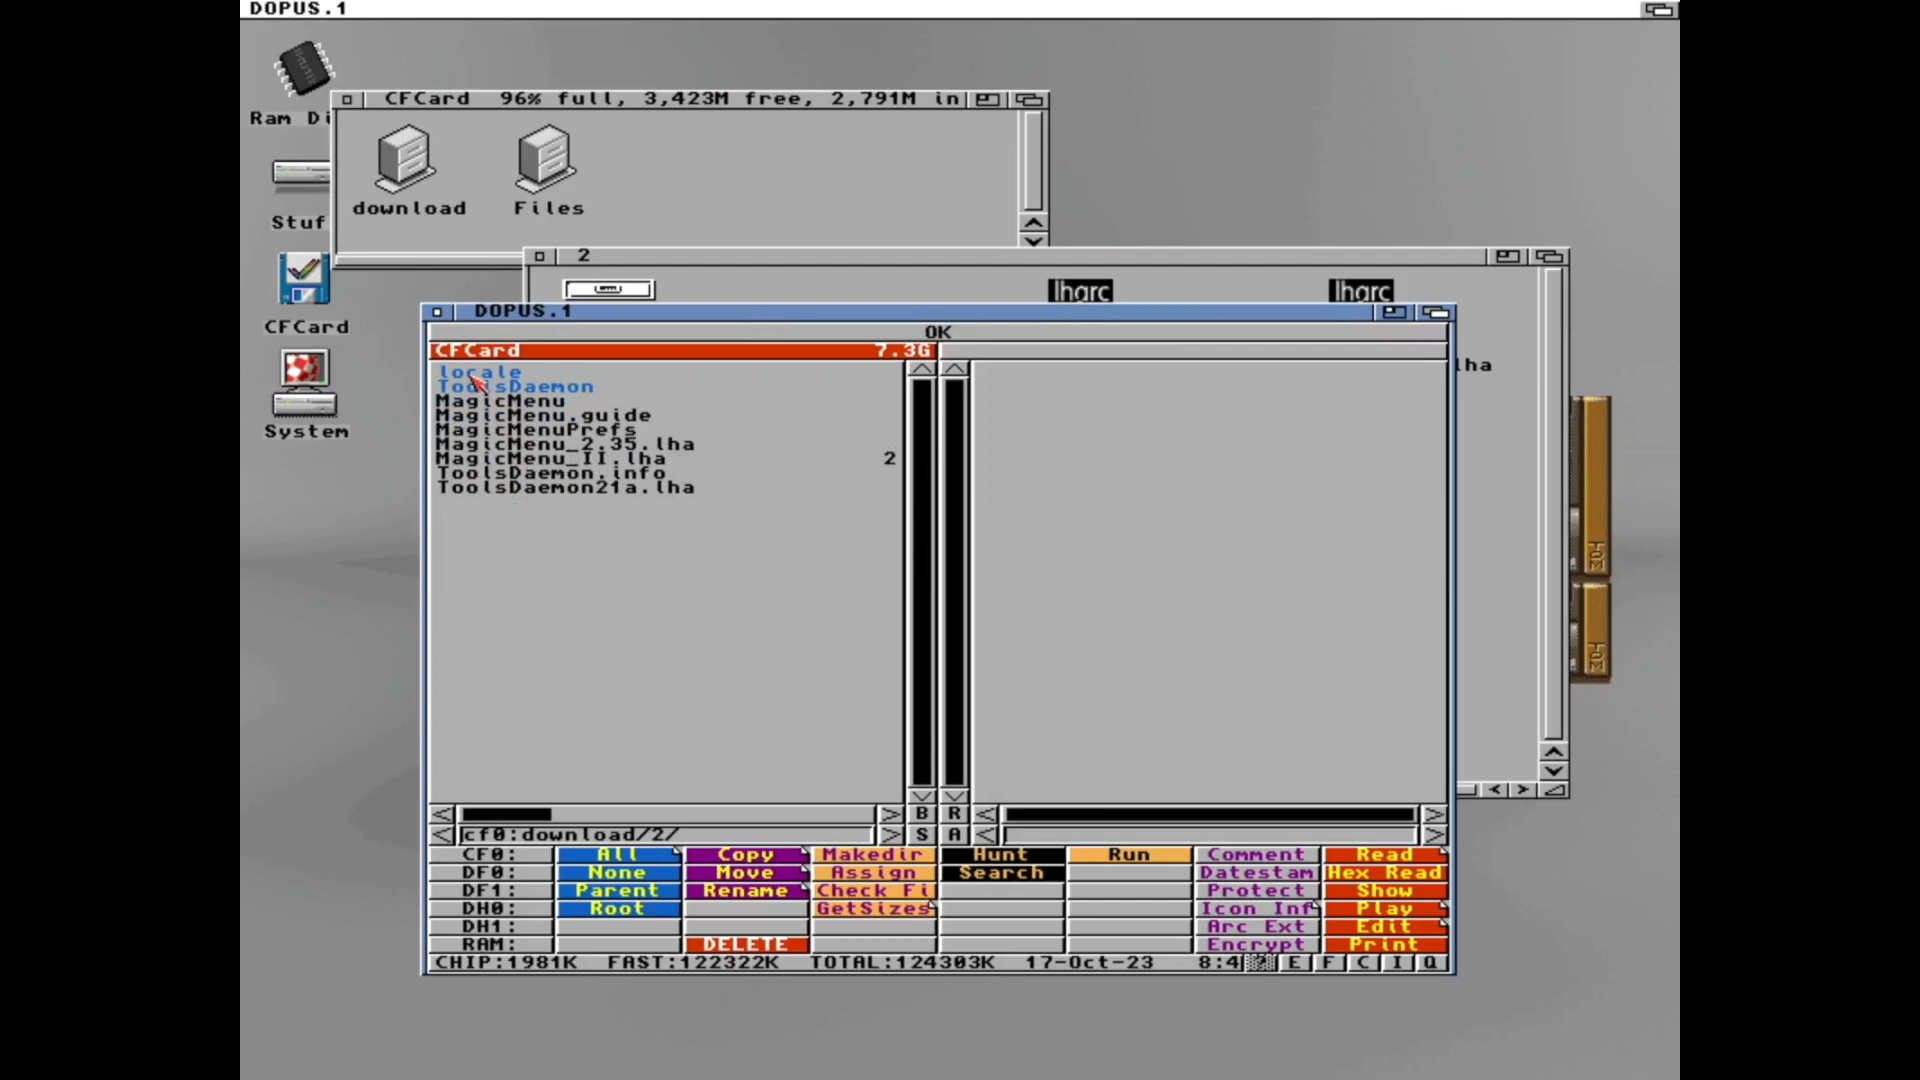 DOPUS.1
Ram Di
CFCard 96% full, 3,423M free, 2,791M in
download Files
Stuf
2
lharc lharc
CFCard
System
lha
DOPUS.1
OK
CFCard 7.3G
locale
ToolsDaemon
MagicMenu
MagicMenu.guide
MagicMenuPrefs
MagicMenu_2.35.lha
MagicMenu_II.lha 2
ToolsDaemon.info
ToolsDaemon21a.lha
B R
cf0:download/2/ S A
CF0: All Copy Makedir Hunt Run Comment Read
DF0: None Move Assign Search Datestam Hex Read
DF1: Parent Rename Check Fi Protect Show
DH0: Root GetSizes Icon Inf Play
DH1: Arc Ext Edit
RAM: DELETE Encrypt Print
CHIP:1981K FAST:122322K TOTAL:124303K 17-Oct-23 8:4 ? E F C I Q
TDM
TDM